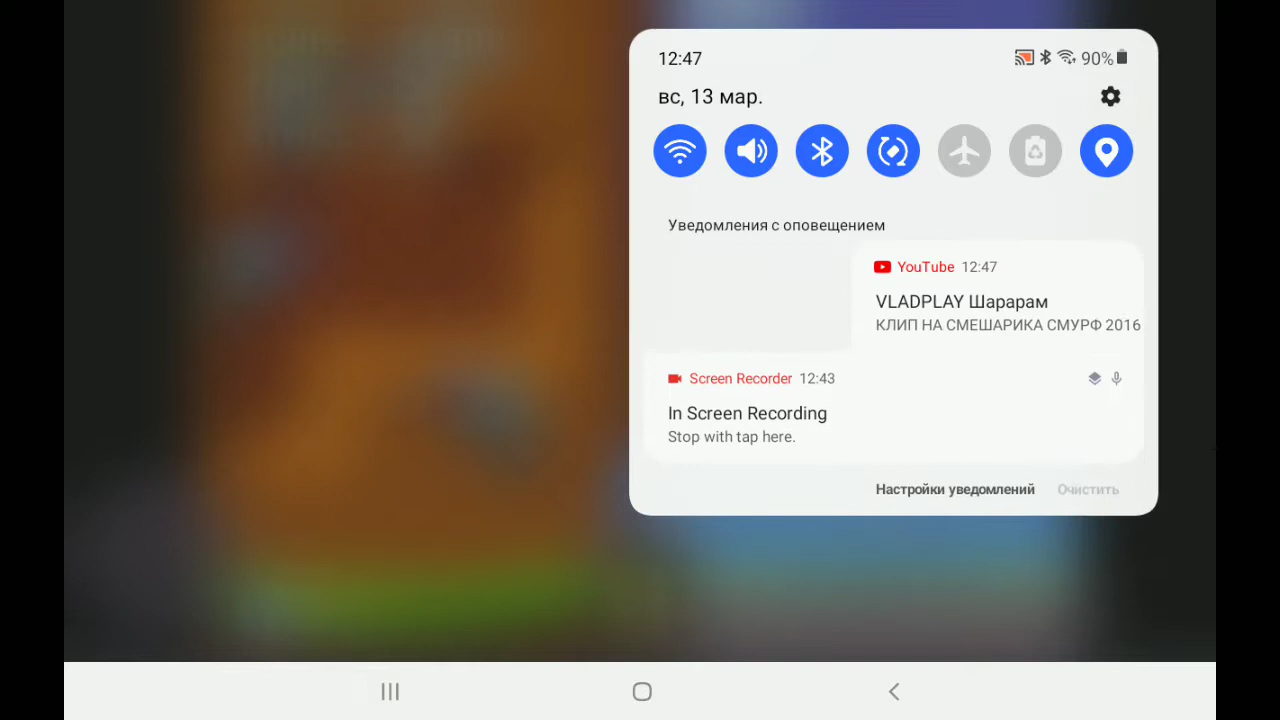 12:47
90%
вс, 13 мар.
Уведомления с оповещением
YouTube 12:47
VLADPLAY Шарарам
КЛИП НА СМЕШАРИКА СМУРФ 2016
Screen Recorder 12:43
In Screen Recording
Stop with tap here.
Настройки уведомлений Очистить